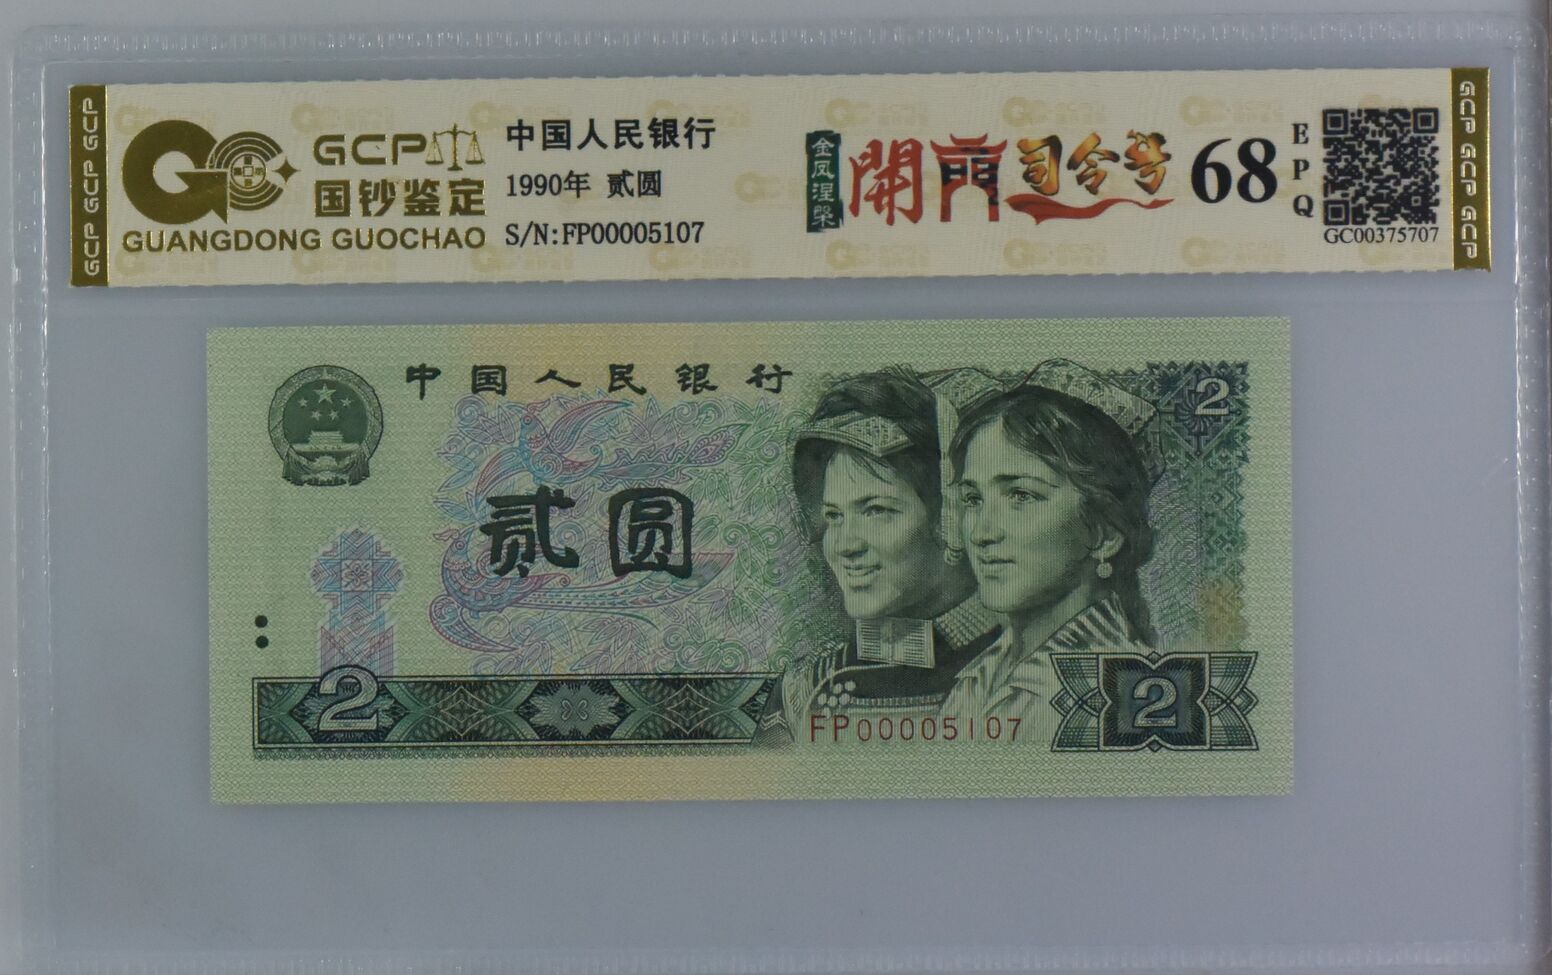 GCP GCP GCP
GCP
国钞鉴定
GUANGDONG GUOCHAO
中国人民银行
1990年 贰圆
S/N:FP00005107
金凤涅槃
開門司令号
68
EPQ
GC00375707
GCP GCP GCP
中国人民银行
2
贰圆
2
FP00005107
2